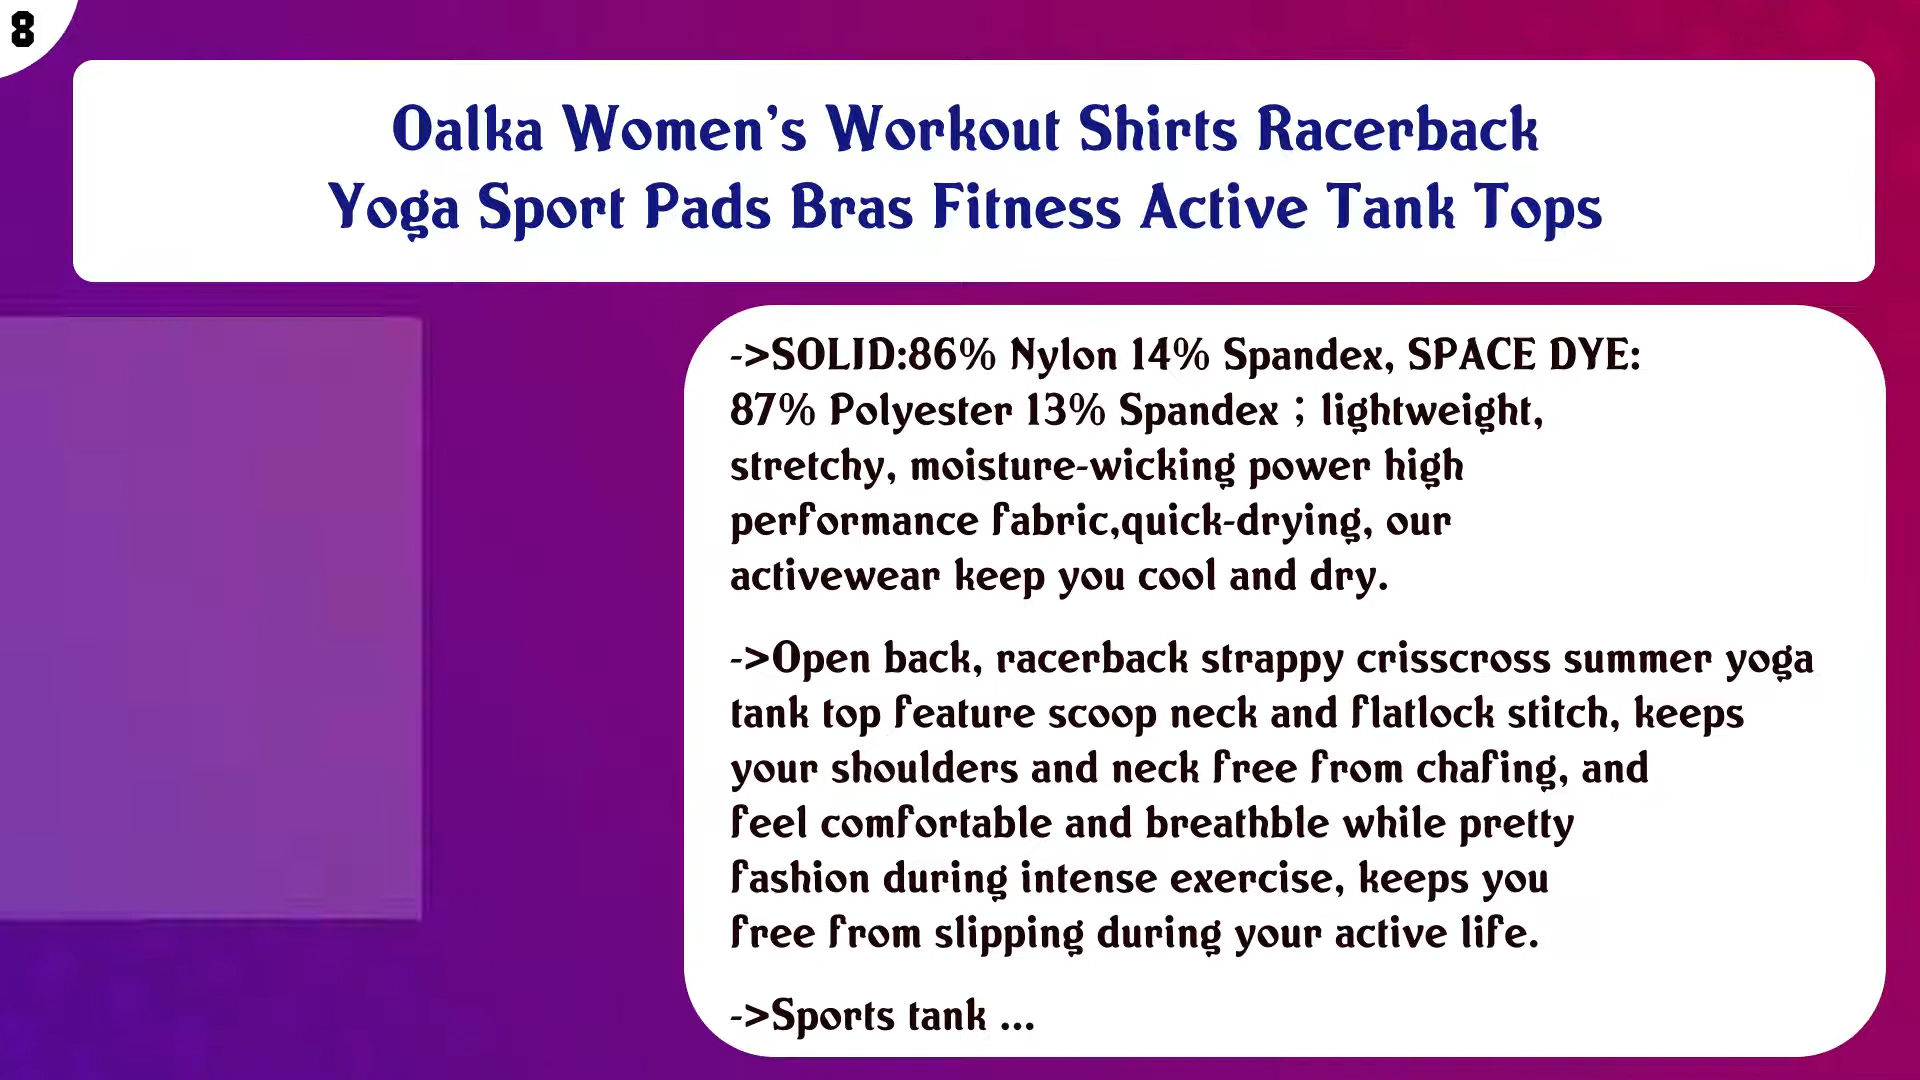 8
Oalka Women's Workout Shirts Racerback
Yoga Sport Pads Bras Fitness Active Tank Tops
->SOLID:86% Nylon 14% Spandex, SPACE DYE:
87% Polyester 13% Spandex ; lightweight,
stretchy, moisture-wicking power high
performance fabric,quick-drying, our
activewear keep you cool and dry.
->Open back, racerback strappy crisscross summer yoga
tank top feature scoop neck and flatlock stitch, keeps
your shoulders and neck free from chafing, and
feel comfortable and breathble while pretty
fashion during intense exercise, keeps you
free from slipping during your active life.
->Sports tank ...